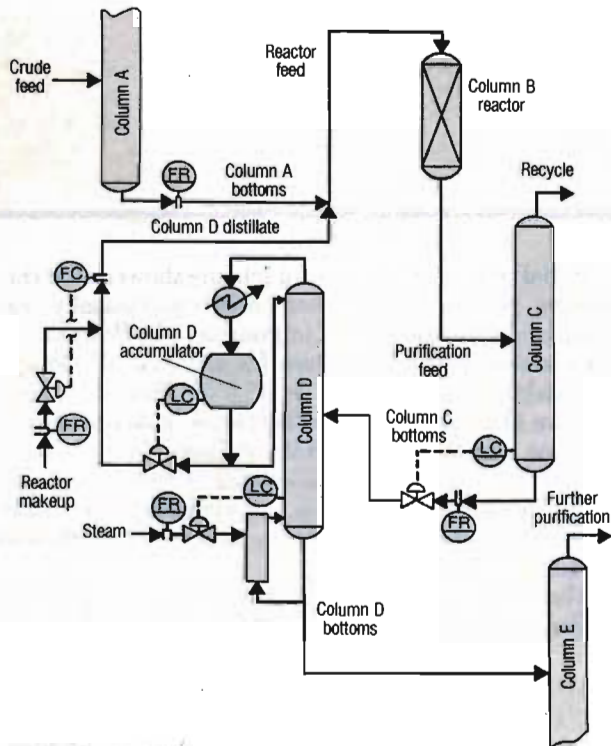 Crude
feed
Column A
FR
Column A
bottoms
Reactor
feed
Column B
reactor
Recycle
Column D distillate
FC
Column D
accumulator
LC
Column D
Column C
Purification
feed
Column C
bottoms
LC
FR
FR
Reactor
makeup
LC
FR
Steam
Column D
bottoms
Further
purification
Column E